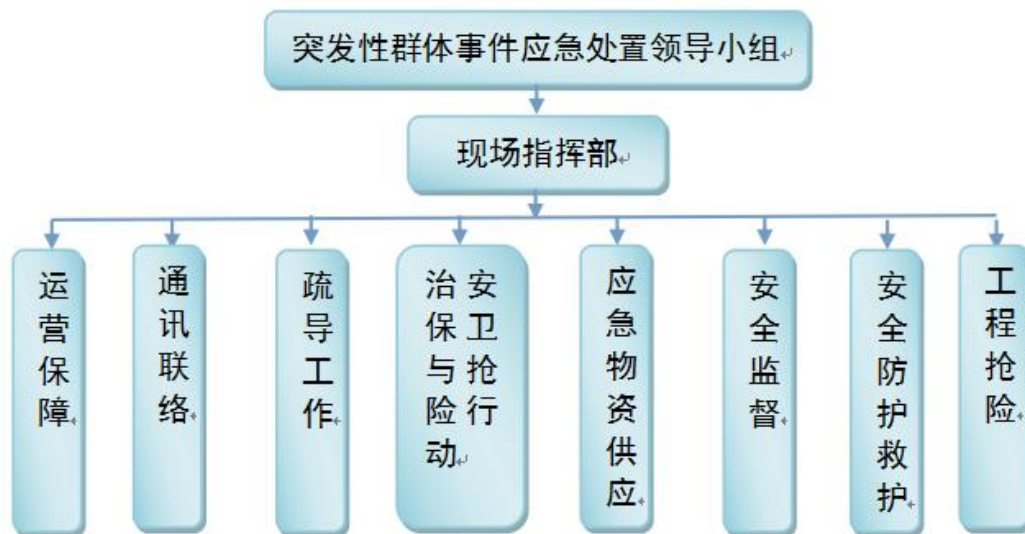 突发性群体事件应急处置领导小组
现场指挥部
运营保障
通讯联络
疏导工作
治安
保卫
与抢
险行
动
应急物资供应
安全监督
安全防护救护
工程抢险